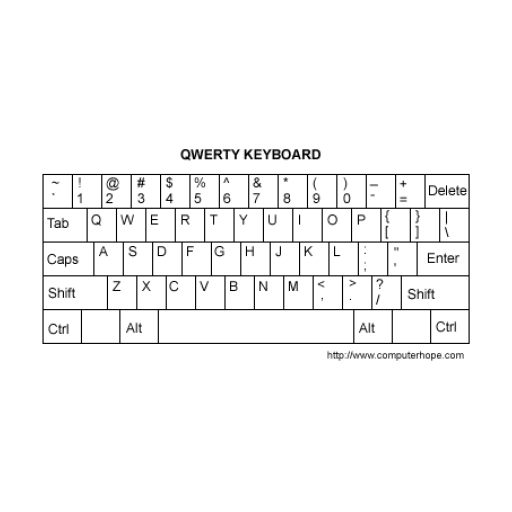 QWERTY KEYBOARD
~ ! @ # $ % ^ & * ( ) _ + Delete
` 1 2 3 4 5 6 7 8 9 0 - =
Tab Q W E R T Y U I O P { } |
[ ] \
Caps A S D F G H J K L : " Enter
; '
Shift Z X C V B N M < > ? Shift
, . /
Ctrl Alt Alt Ctrl
http://www.computerhope.com